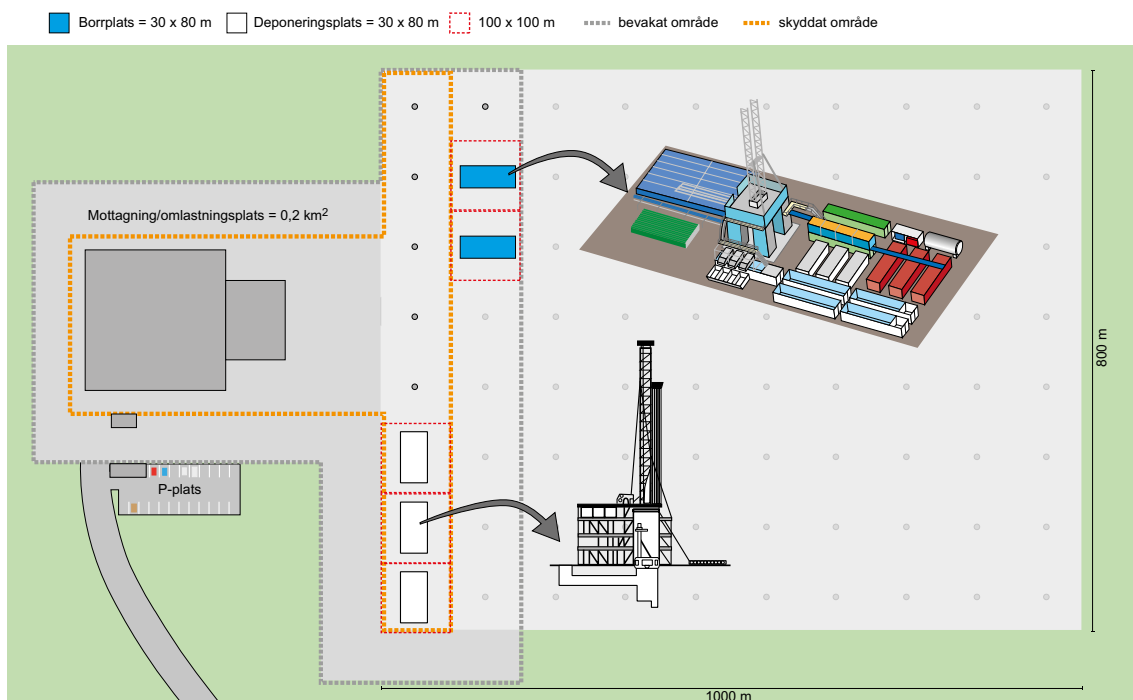 Borrplats = 30 x 80 m
Deponeringsplats = 30 x 80 m
100 x 100 m
bevakat område
skyddat område
Mottagning/omlastningsplats = 0,2 km²
P-plats
800 m
1000 m